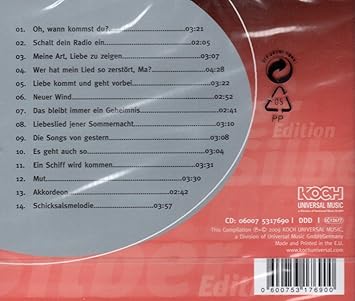 01. Oh, wann kommst du? 03:21
02. Schalt dein Radio ein 02:05
03. Meine Art, Liebe zu zeigen 03:07
04. Wer hat mein Lied so zerstört, Ma? 04:28
05. Liebe kommt und geht vorbei 03:22
06. Neuer Wind 03:52
07. Das bleibt immer ein Geheimnis 02:41
08. Liebeslied jener Sommernacht 03:10
09. Die Songs von gestern 03:08
10. Es geht auch so 03:04
11. Ein Schiff wird kommen 03:31
12. Mut 03:30
13. Akkordeon 02:42
14. Schicksalsmelodie 03:57
05
PP
Edition
KOCH
UNIVERSAL MUSIC
CD: 06007 5317690 | DDD | LC 13617
This Compilation ℗+© 2009 KOCH UNIVERSAL MUSIC,
a Division of Universal Music GmbH/Germany
Made and Printed in the E.U.
kochuniversal.com
Edition
0 600753 176900